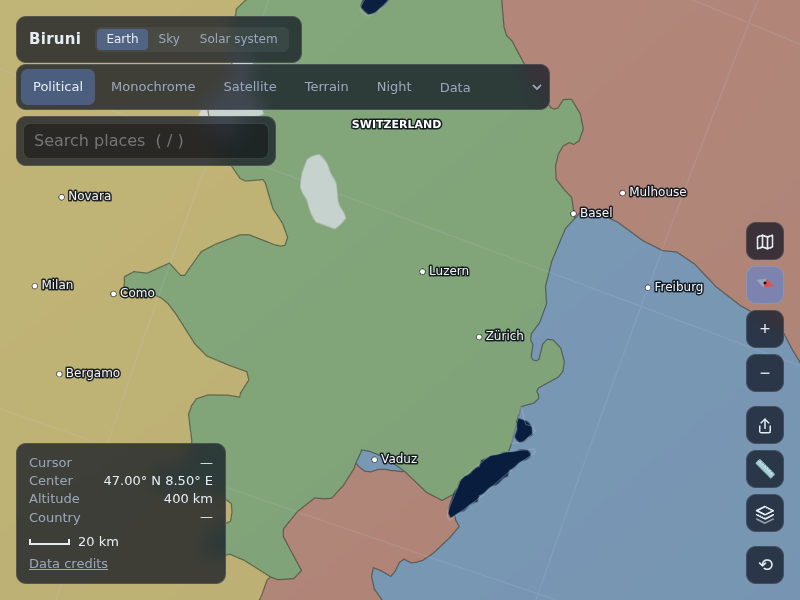 Biruni Earth Sky Solar system
Political Monochrome Satellite Terrain Night Data
Search places ( / )
SWITZERLAND
Novara
Mulhouse
Basel
Luzern
Milan
Como
Freiburg
Zürich
Bergamo
Vaduz
Cursor —
Center 47.00° N 8.50° E
Altitude 400 km
Country —
20 km
Data credits